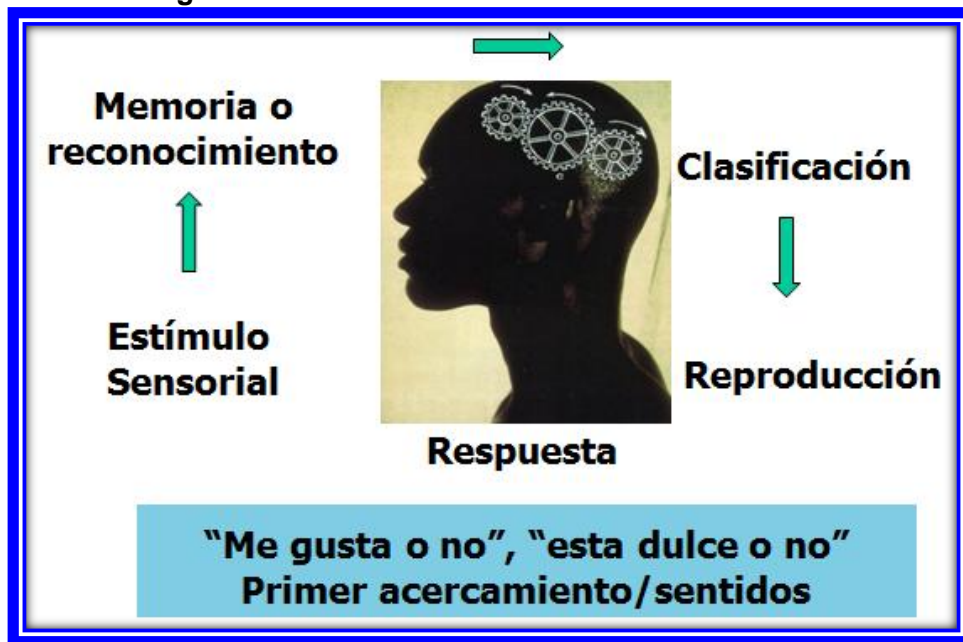 Memoria o
reconocimiento
Clasificación
Estímulo
Sensorial
Reproducción
Respuesta
“Me gusta o no”, “esta dulce o no”
Primer acercamiento/sentidos